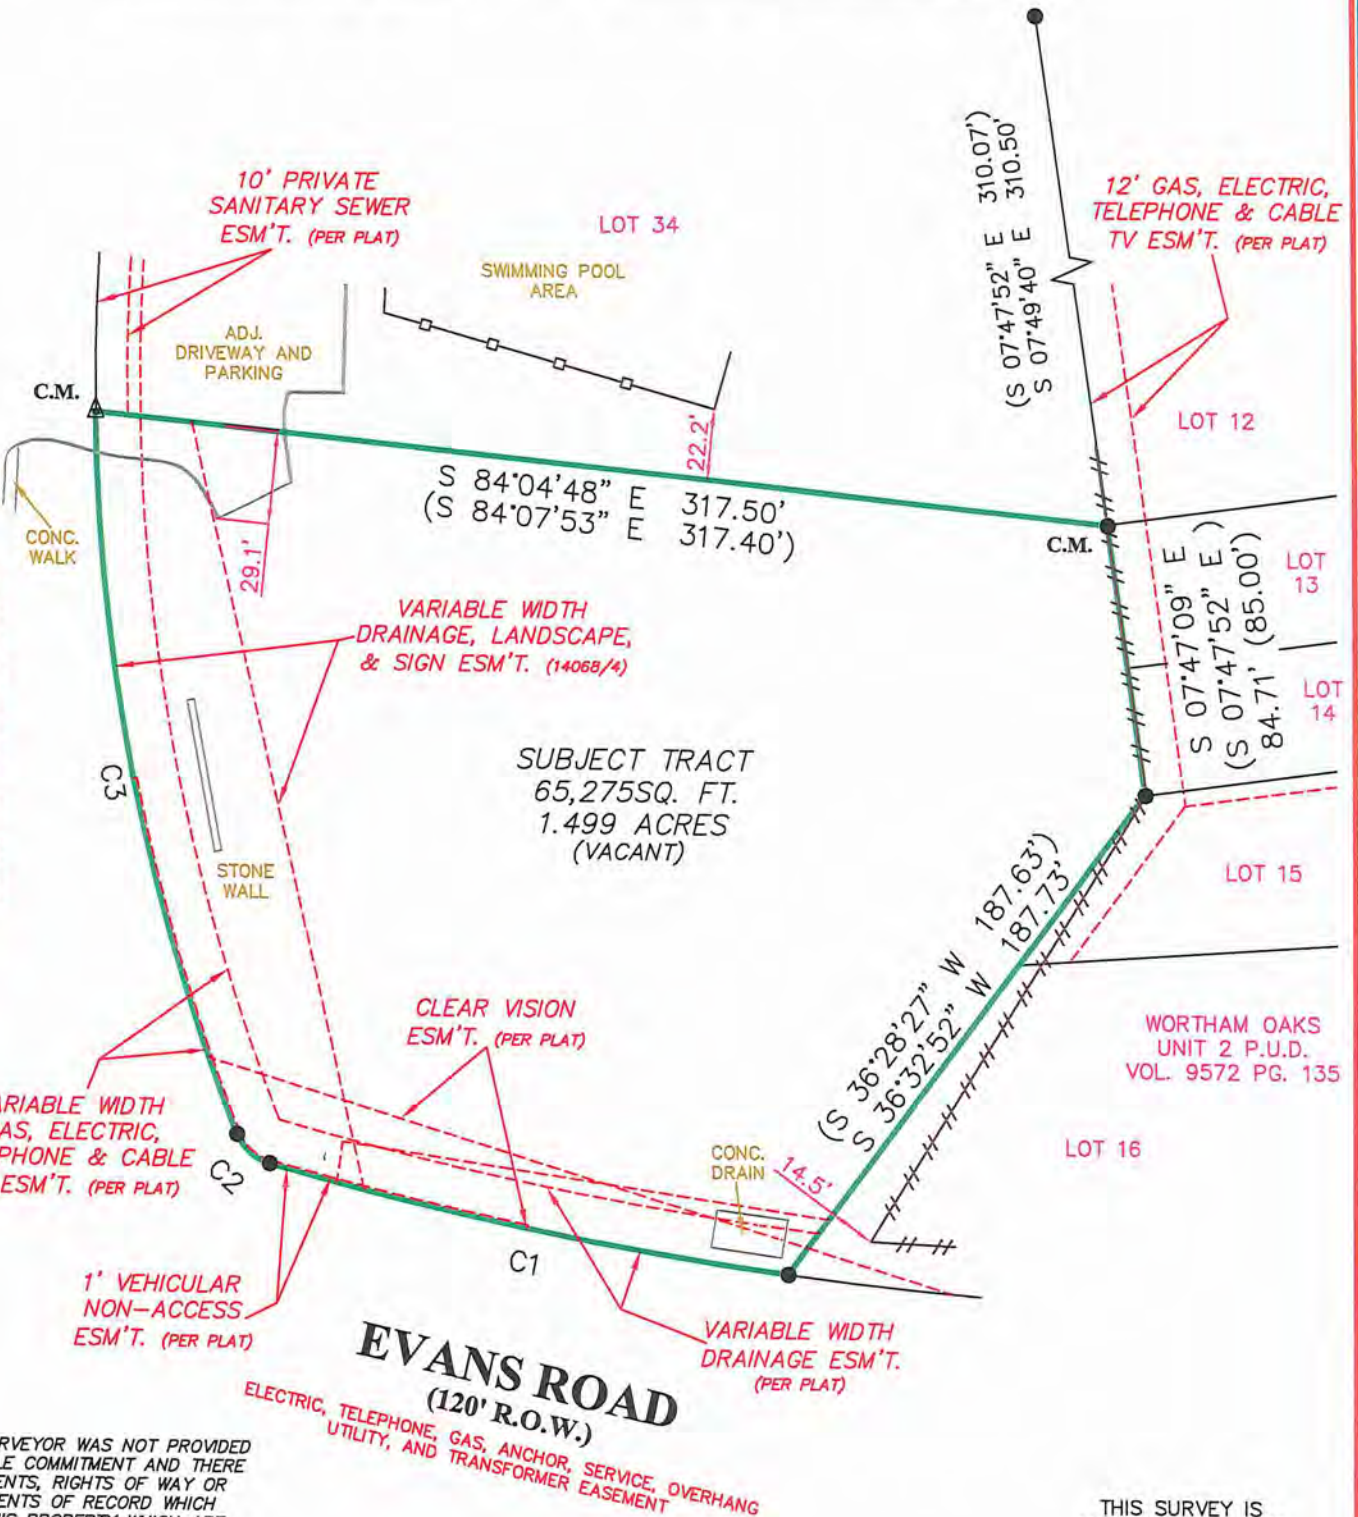 10' PRIVATE
SANITARY SEWER
ESM'T. (PER PLAT)
LOT 34
SWIMMING POOL
AREA
ADJ.
DRIVEWAY AND
PARKING
(S 07°47'52" E 310.07')
S 07°49'40" E 310.50'
12' GAS, ELECTRIC,
TELEPHONE & CABLE
TV ESM'T. (PER PLAT)
LOT 12
C.M.
22.2'
S 84°04'48" E 317.50'
(S 84°07'53" E 317.40')
C.M.
CONC.
WALK
29.1'
LOT
13
S 07°47'09" E
(S 07°47'52" E )
84.71' (85.00')
LOT
14
VARIABLE WIDTH
DRAINAGE, LANDSCAPE,
& SIGN ESM'T. (14068/4)
SUBJECT TRACT
65,275SQ. FT.
1.499 ACRES
(VACANT)
C3
STONE
WALL
LOT 15
(S 36°28'27" W 187.63')
S 36°32'52" W 187.73'
CLEAR VISION
ESM'T. (PER PLAT)
WORTHAM OAKS
UNIT 2 P.U.D.
VOL. 9572 PG. 135
LOT 16
ARIABLE WIDTH
AS, ELECTRIC,
PHONE & CABLE
ESM'T. (PER PLAT)
C2
CONC.
DRAIN
14.5'
C1
1' VEHICULAR
NON-ACCESS
ESM'T. (PER PLAT)
VARIABLE WIDTH
DRAINAGE ESM'T.
(PER PLAT)
EVANS ROAD
(120' R.O.W.)
ELECTRIC, TELEPHONE, GAS, ANCHOR, SERVICE, OVERHANG
UTILITY, AND TRANSFORMER EASEMENT
RVEYOR WAS NOT PROVIDED
LE COMMITMENT AND THERE
ENTS, RIGHTS OF WAY OR
ENTS OF RECORD WHICH
THIS SURVEY IS